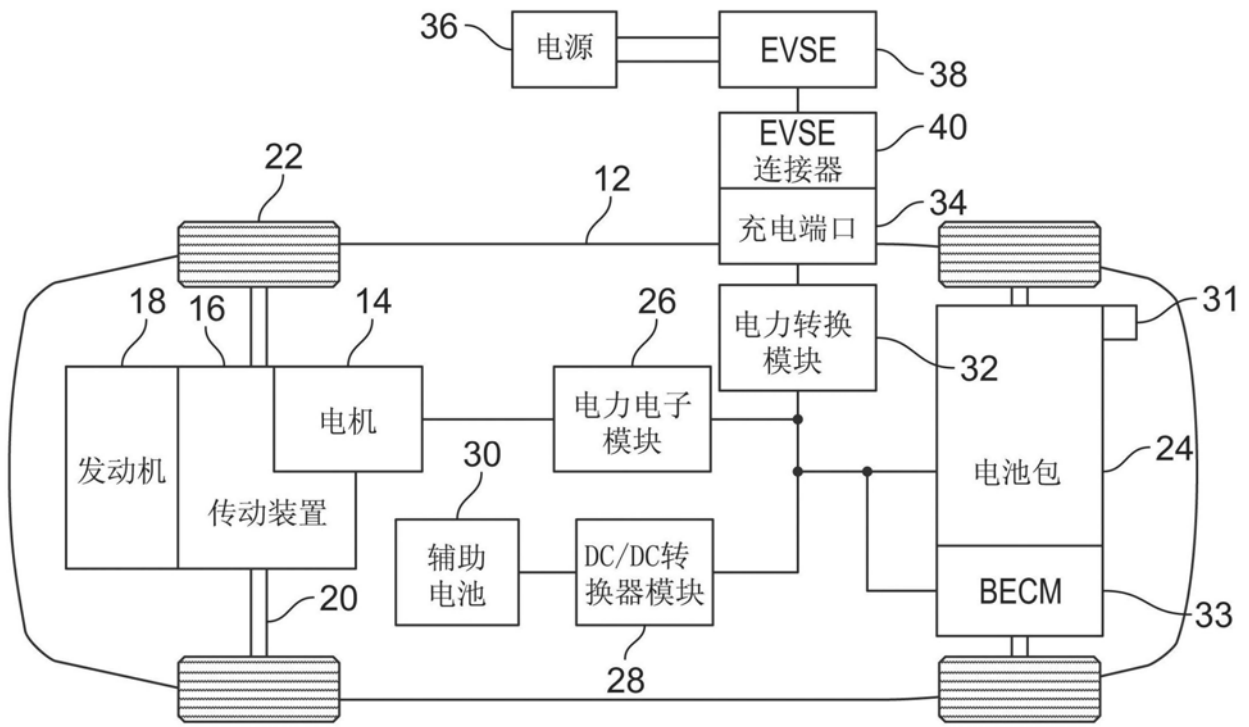 36
电源
EVSE
38
EVSE
连接器
40
22
12
充电端口
34
18
16
14
26
电力转换
模块
32
31
电机
电力电子
模块
发动机
传动装置
30
辅助
电池
DC/DC转
换器模块
28
电池包
24
BECM
33
20